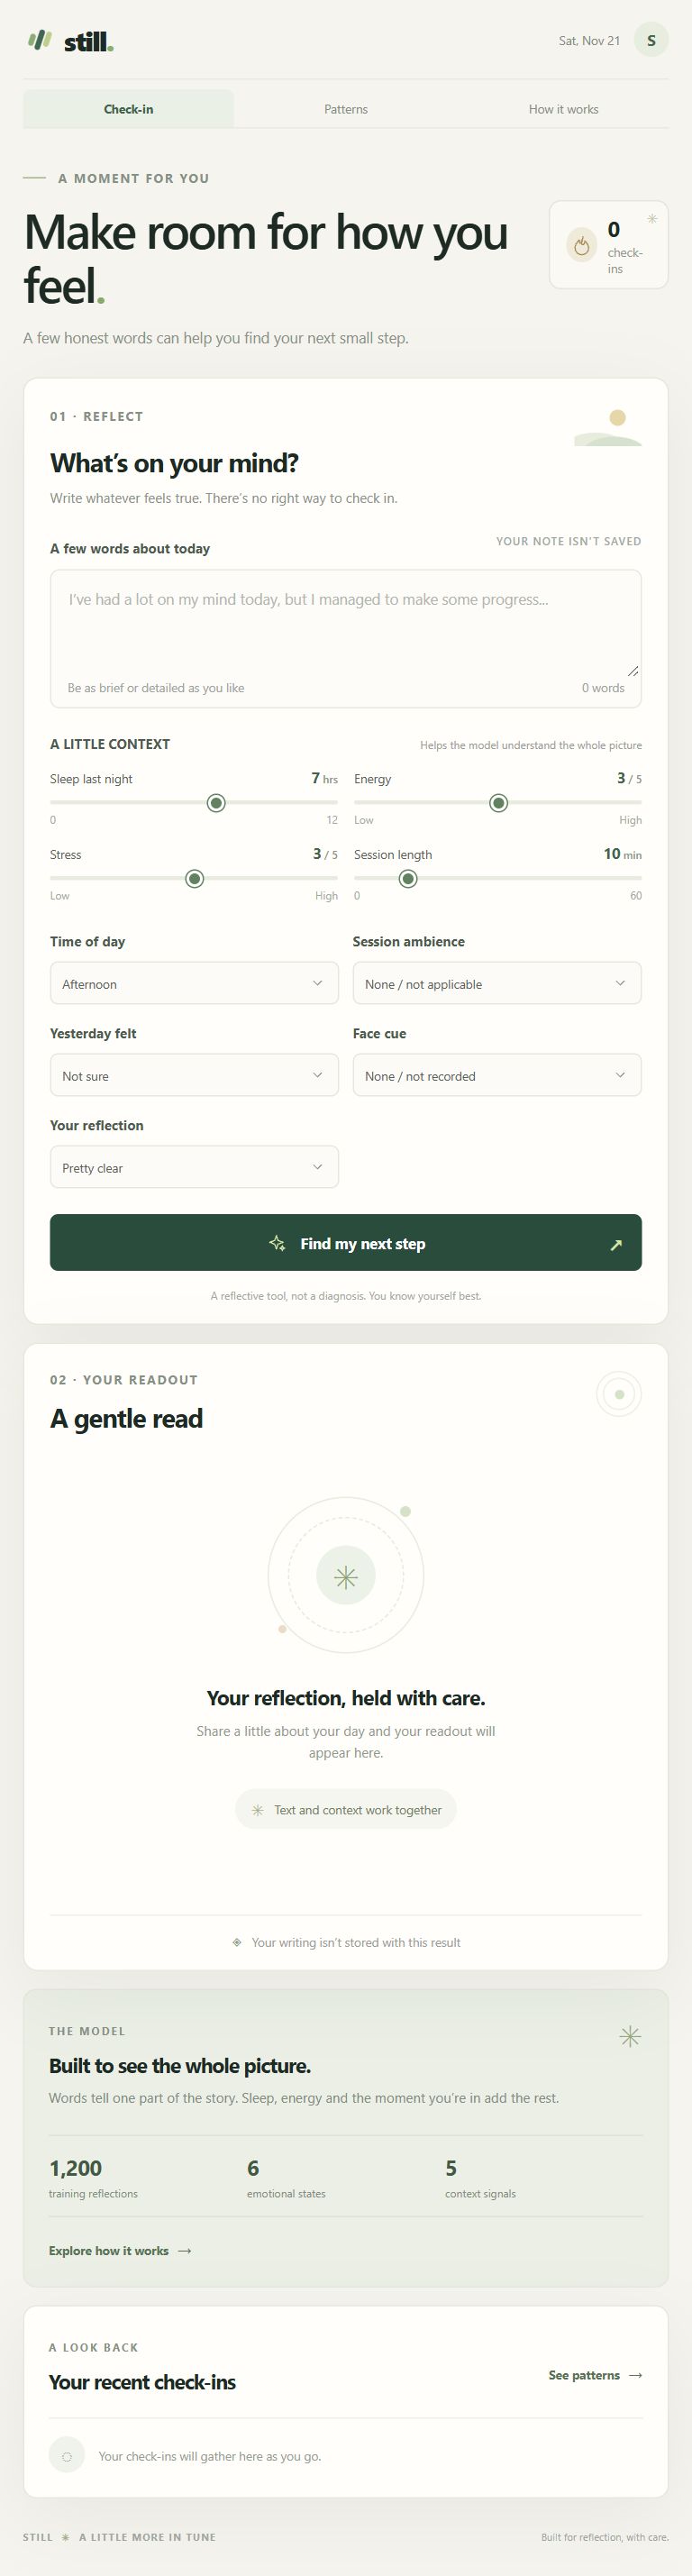 still.
Sat, Nov 21
S
Check-in
Patterns
How it works
A MOMENT FOR YOU
Make room for how you
feel.
0
check-
ins
A few honest words can help you find your next small step.
01 · REFLECT
What’s on your mind?
Write whatever feels true. There’s no right way to check in.
A few words about today
YOUR NOTE ISN’T SAVED
I’ve had a lot on my mind today, but I managed to make some progress...
Be as brief or detailed as you like
0 words
A LITTLE CONTEXT
Helps the model understand the whole picture
Sleep last night
7 hrs
0
12
Energy
3 / 5
Low
High
Stress
3 / 5
Low
High
Session length
10 min
0
60
Time of day
Afternoon
Session ambience
None / not applicable
Yesterday felt
Not sure
Face cue
None / not recorded
Your reflection
Pretty clear
Find my next step ↗
A reflective tool, not a diagnosis. You know yourself best.
02 · YOUR READOUT
A gentle read
Your reflection, held with care.
Share a little about your day and your readout will
appear here.
Text and context work together
Your writing isn’t stored with this result
THE MODEL
Built to see the whole picture.
Words tell one part of the story. Sleep, energy and the moment you’re in add the rest.
1,200
training reflections
6
emotional states
5
context signals
Explore how it works →
A LOOK BACK
Your recent check-ins
See patterns →
Your check-ins will gather here as you go.
STILL ✳ A LITTLE MORE IN TUNE
Built for reflection, with care.